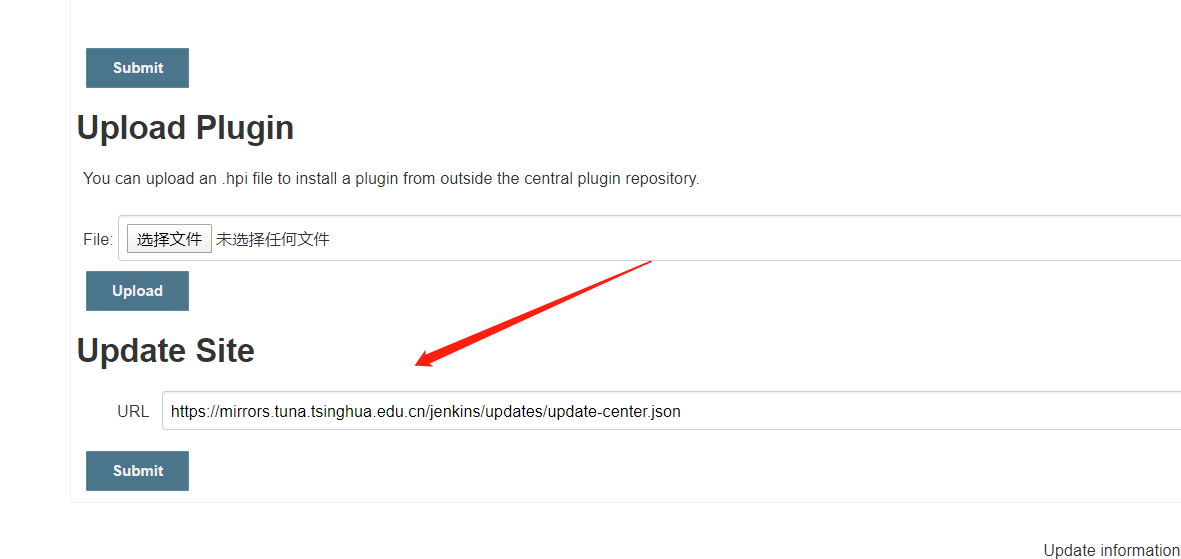 Submit
Upload Plugin
You can upload an .hpi file to install a plugin from outside the central plugin repository.
File: 选择文件 未选择任何文件
Upload
Update Site
URL https://mirrors.tuna.tsinghua.edu.cn/jenkins/updates/update-center.json
Submit
Update information